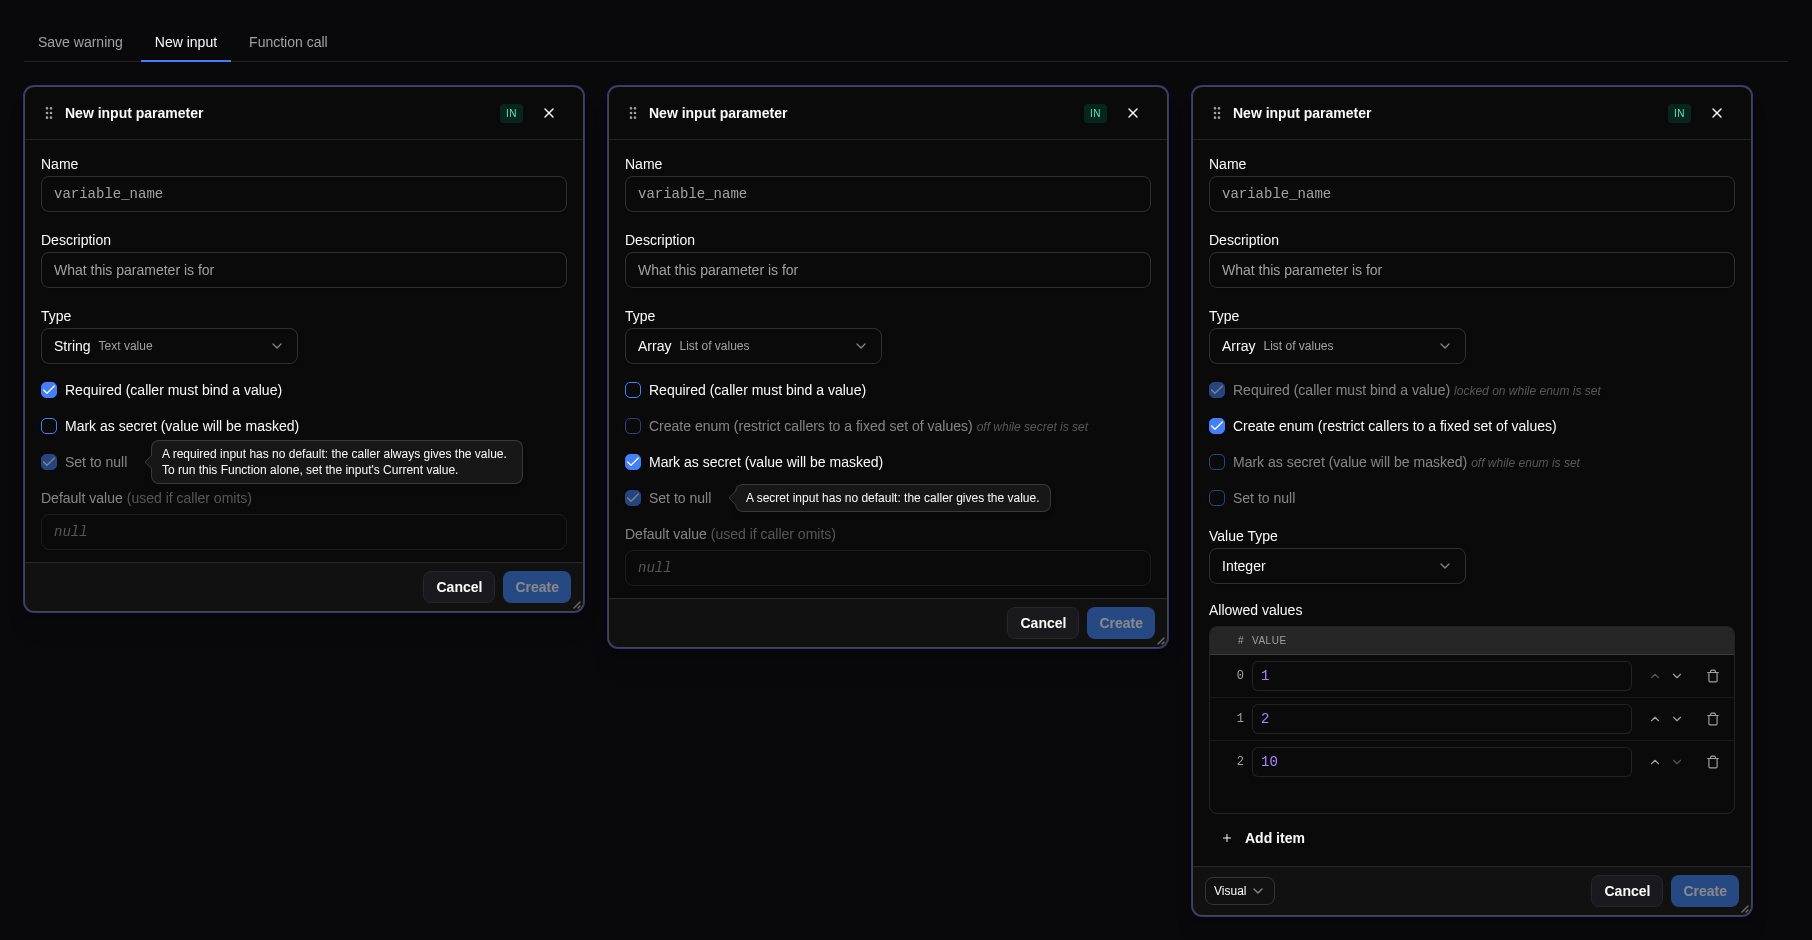 Save warning
New input
Function call
New input parameter
IN
Name
variable_name
Description
What this parameter is for
Type
String Text value
Required (caller must bind a value)
Mark as secret (value will be masked)
Set to null
A required input has no default: the caller always gives the value.
To run this Function alone, set the input's Current value.
Default value (used if caller omits)
null
Cancel
Create
New input parameter
IN
Name
variable_name
Description
What this parameter is for
Type
Array List of values
Required (caller must bind a value)
Create enum (restrict callers to a fixed set of values) off while secret is set
Mark as secret (value will be masked)
Set to null
A secret input has no default: the caller gives the value.
Default value (used if caller omits)
null
Cancel
Create
New input parameter
IN
Name
variable_name
Description
What this parameter is for
Type
Array List of values
Required (caller must bind a value) locked on while enum is set
Create enum (restrict callers to a fixed set of values)
Mark as secret (value will be masked) off while enum is set
Set to null
Value Type
Integer
Allowed values
# VALUE
0 1
1 2
2 10
+ Add item
Visual
Cancel
Create